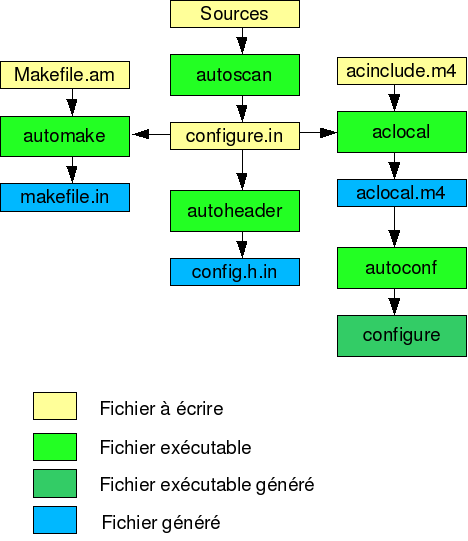 Sources
Makefile.am
autoscan
acinclude.m4
automake
configure.in
aclocal
makefile.in
autoheader
aclocal.m4
config.h.in
autoconf
configure
Fichier à écrire
Fichier exécutable
Fichier exécutable généré
Fichier généré